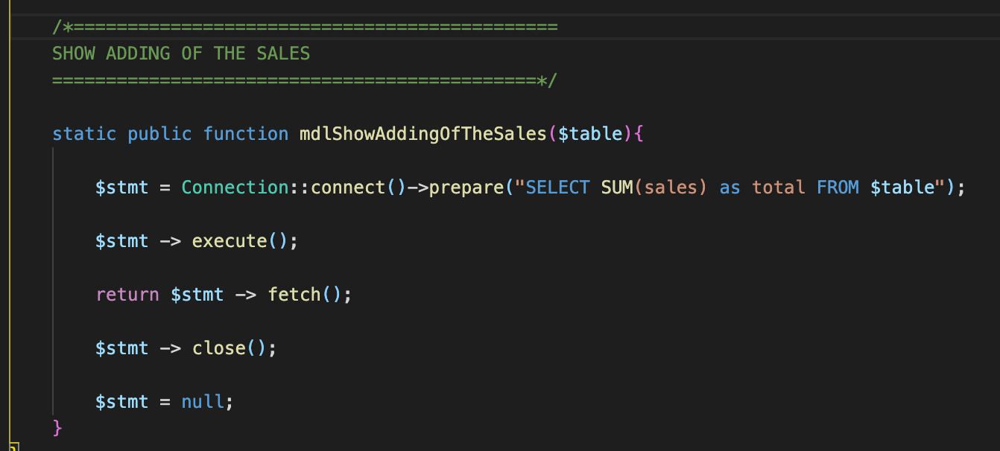 /*=============================================
SHOW ADDING OF THE SALES
=============================================*/
static public function mdlShowAddingOfTheSales($table){
$stmt = Connection::connect()->prepare("SELECT SUM(sales) as total FROM $table");
$stmt -> execute();
return $stmt -> fetch();
$stmt -> close();
$stmt = null;
}
}